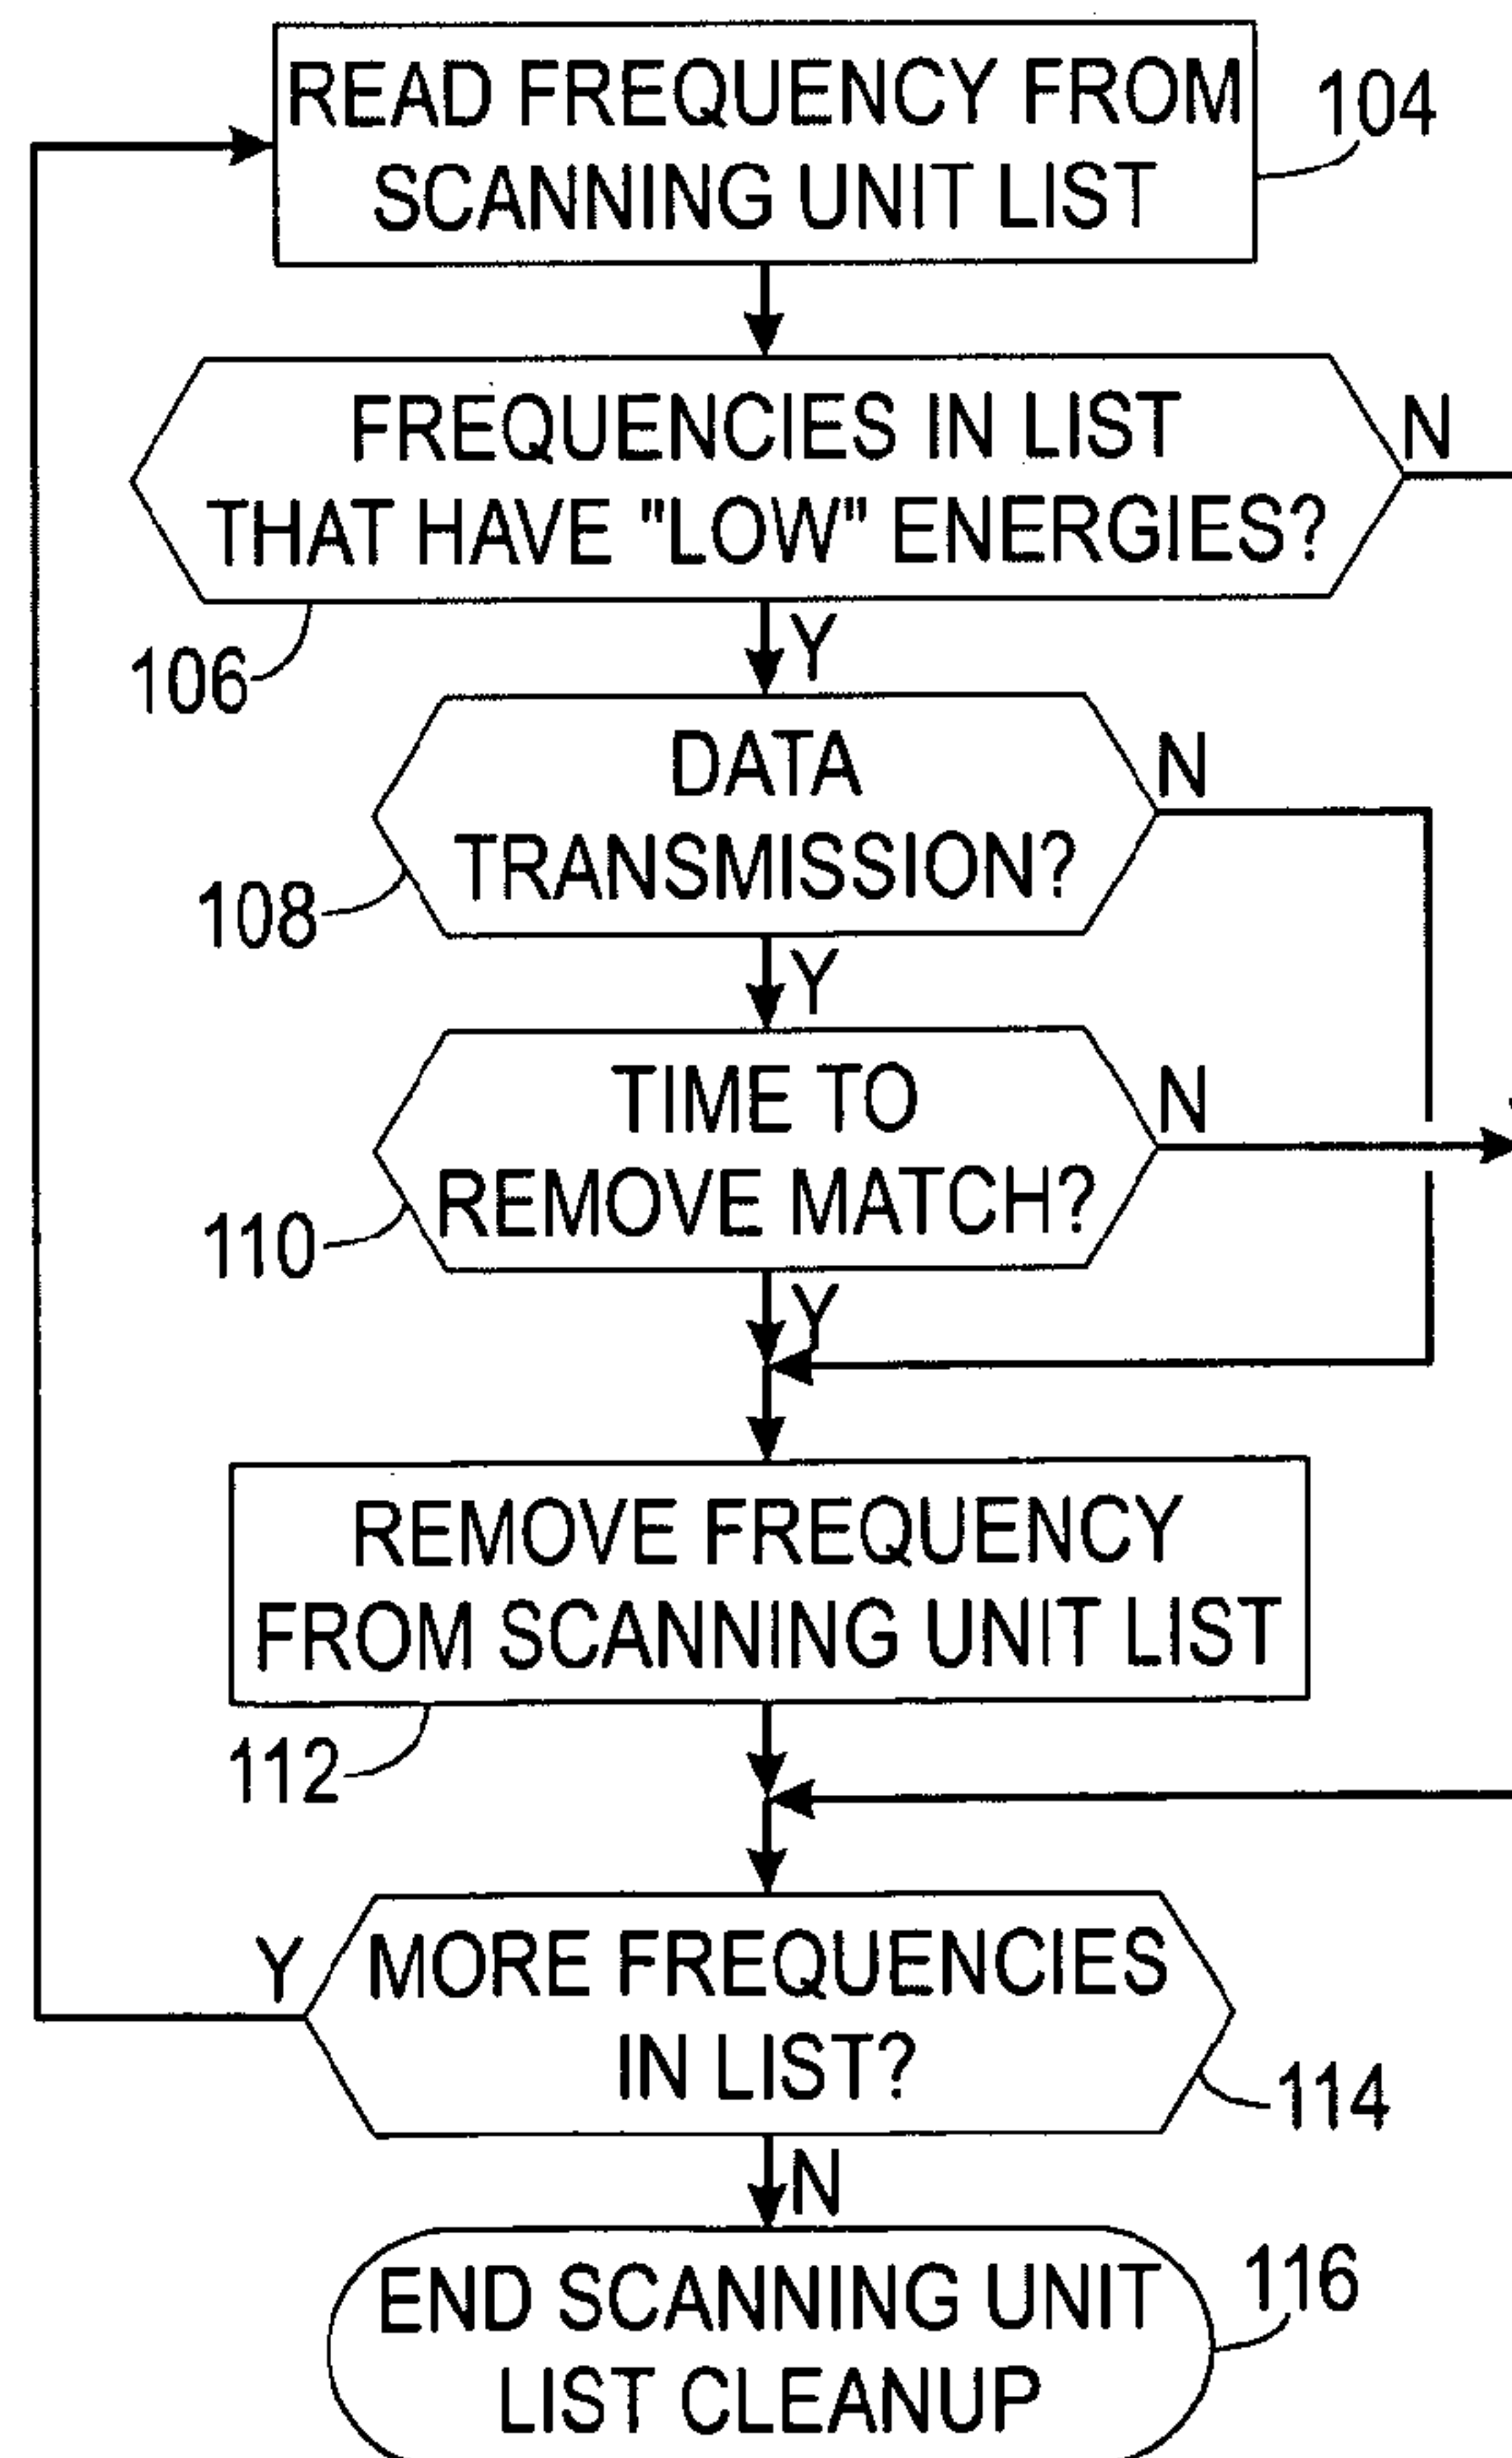 READ FREQUENCY FROM
SCANNING UNIT LIST
104
FREQUENCIES IN LIST
THAT HAVE "LOW" ENERGIES?
N
106
Y
DATA
TRANSMISSION?
N
108
Y
TIME TO
REMOVE MATCH?
N
110
Y
REMOVE FREQUENCY
FROM SCANNING UNIT LIST
112
Y
MORE FREQUENCIES
IN LIST?
114
N
END SCANNING UNIT
LIST CLEANUP
116